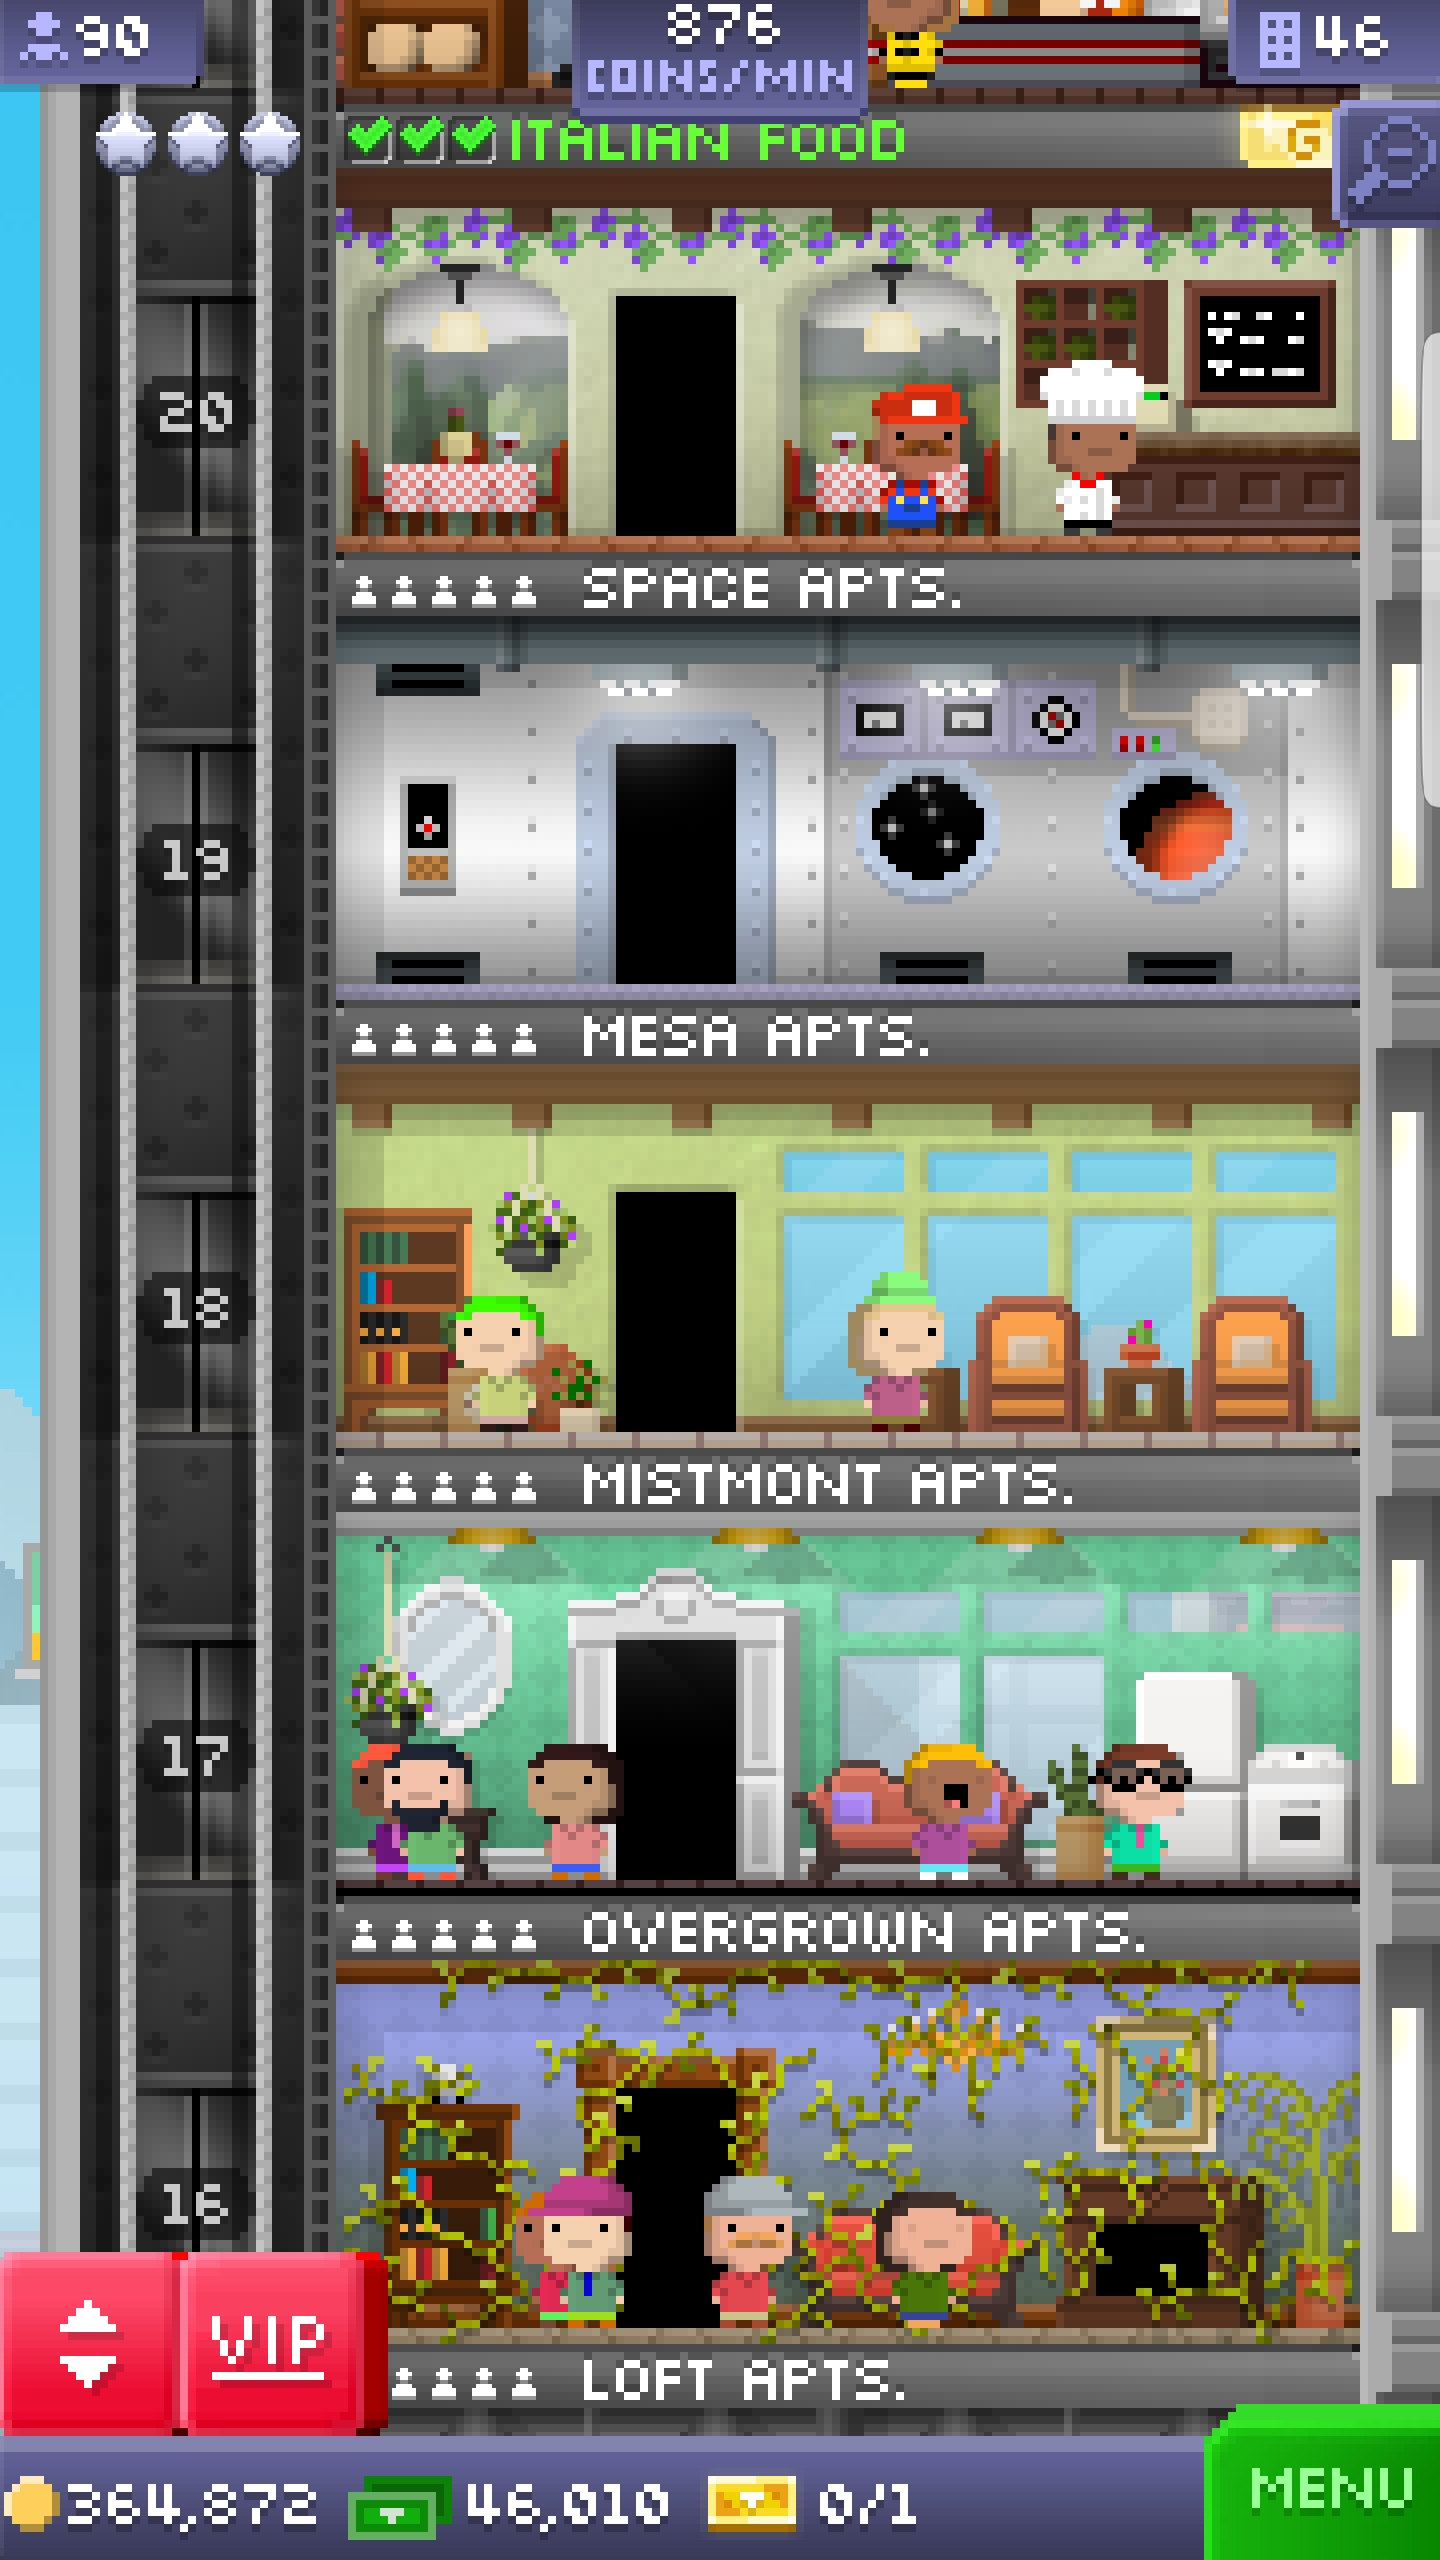 90
876
COINS/MIN
46
ITALIAN FOOD
G
20
SPACE APTS.
19
MESA APTS.
18
MISTMONT APTS.
17
OVERGROWN APTS.
16
VIP
LOFT APTS.
364,872
46,010
0/1
MENU